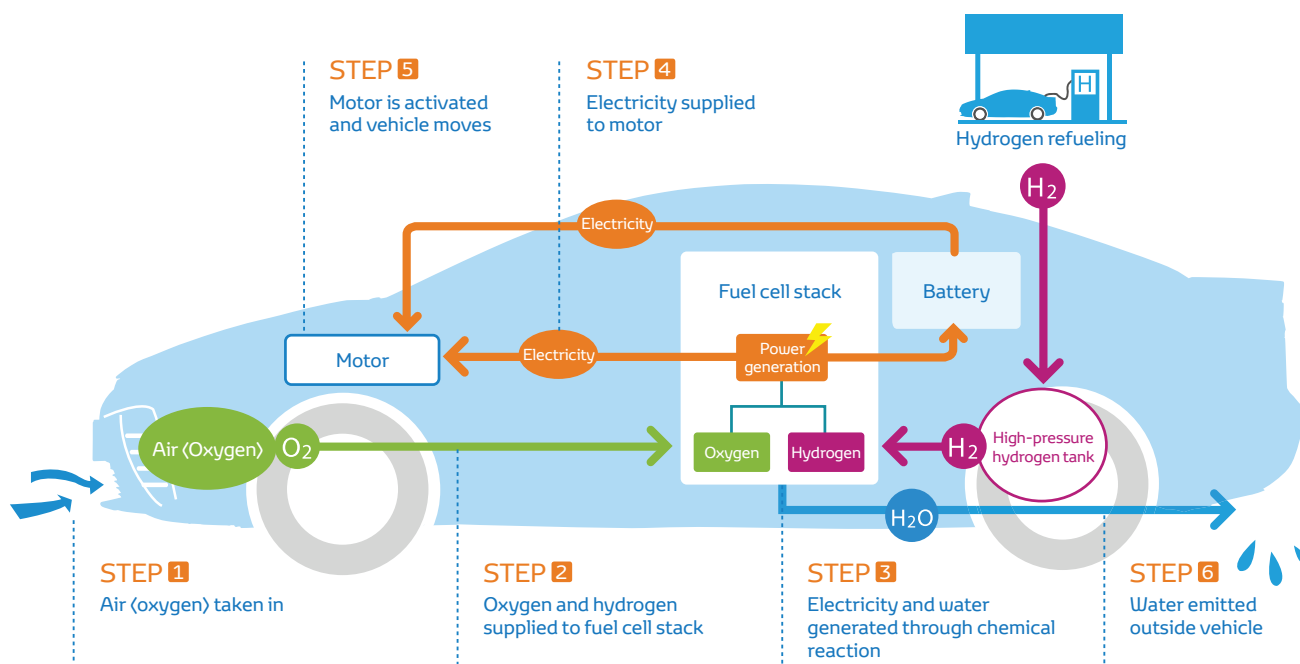 STEP 5
Motor is activated
and vehicle moves
STEP 4
Electricity supplied
to motor
H
Hydrogen refueling
H2
Electricity
Fuel cell stack
Battery
Motor
Electricity
Power
generation
Air (Oxygen)
O2
Oxygen
Hydrogen
H2
High-pressure
hydrogen tank
H2O
STEP 1
Air (oxygen) taken in
STEP 2
Oxygen and hydrogen
supplied to fuel cell stack
STEP 3
Electricity and water
generated through chemical
reaction
STEP 6
Water emitted
outside vehicle